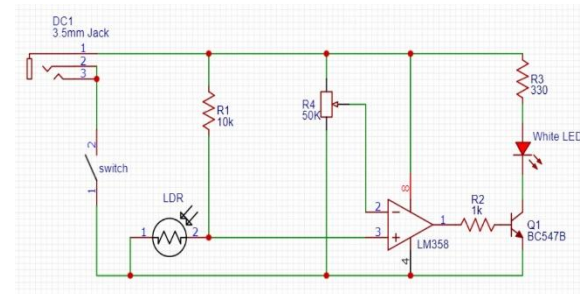 DC1
3.5mm Jack
1
2
3
2
switch
1
R1
10k
LDR
1
2
R4
50K
2
3
8
1
4
LM358
R2
1k
R3
330
White LED
Q1
BC547B